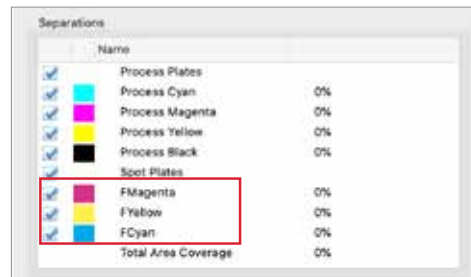 Separations
Name
Process Plates
Process Cyan 0%
Process Magenta 0%
Process Yellow 0%
Process Black 0%
Spot Plates
FMagenta 0%
FYellow 0%
FCyan 0%
Total Area Coverage 0%